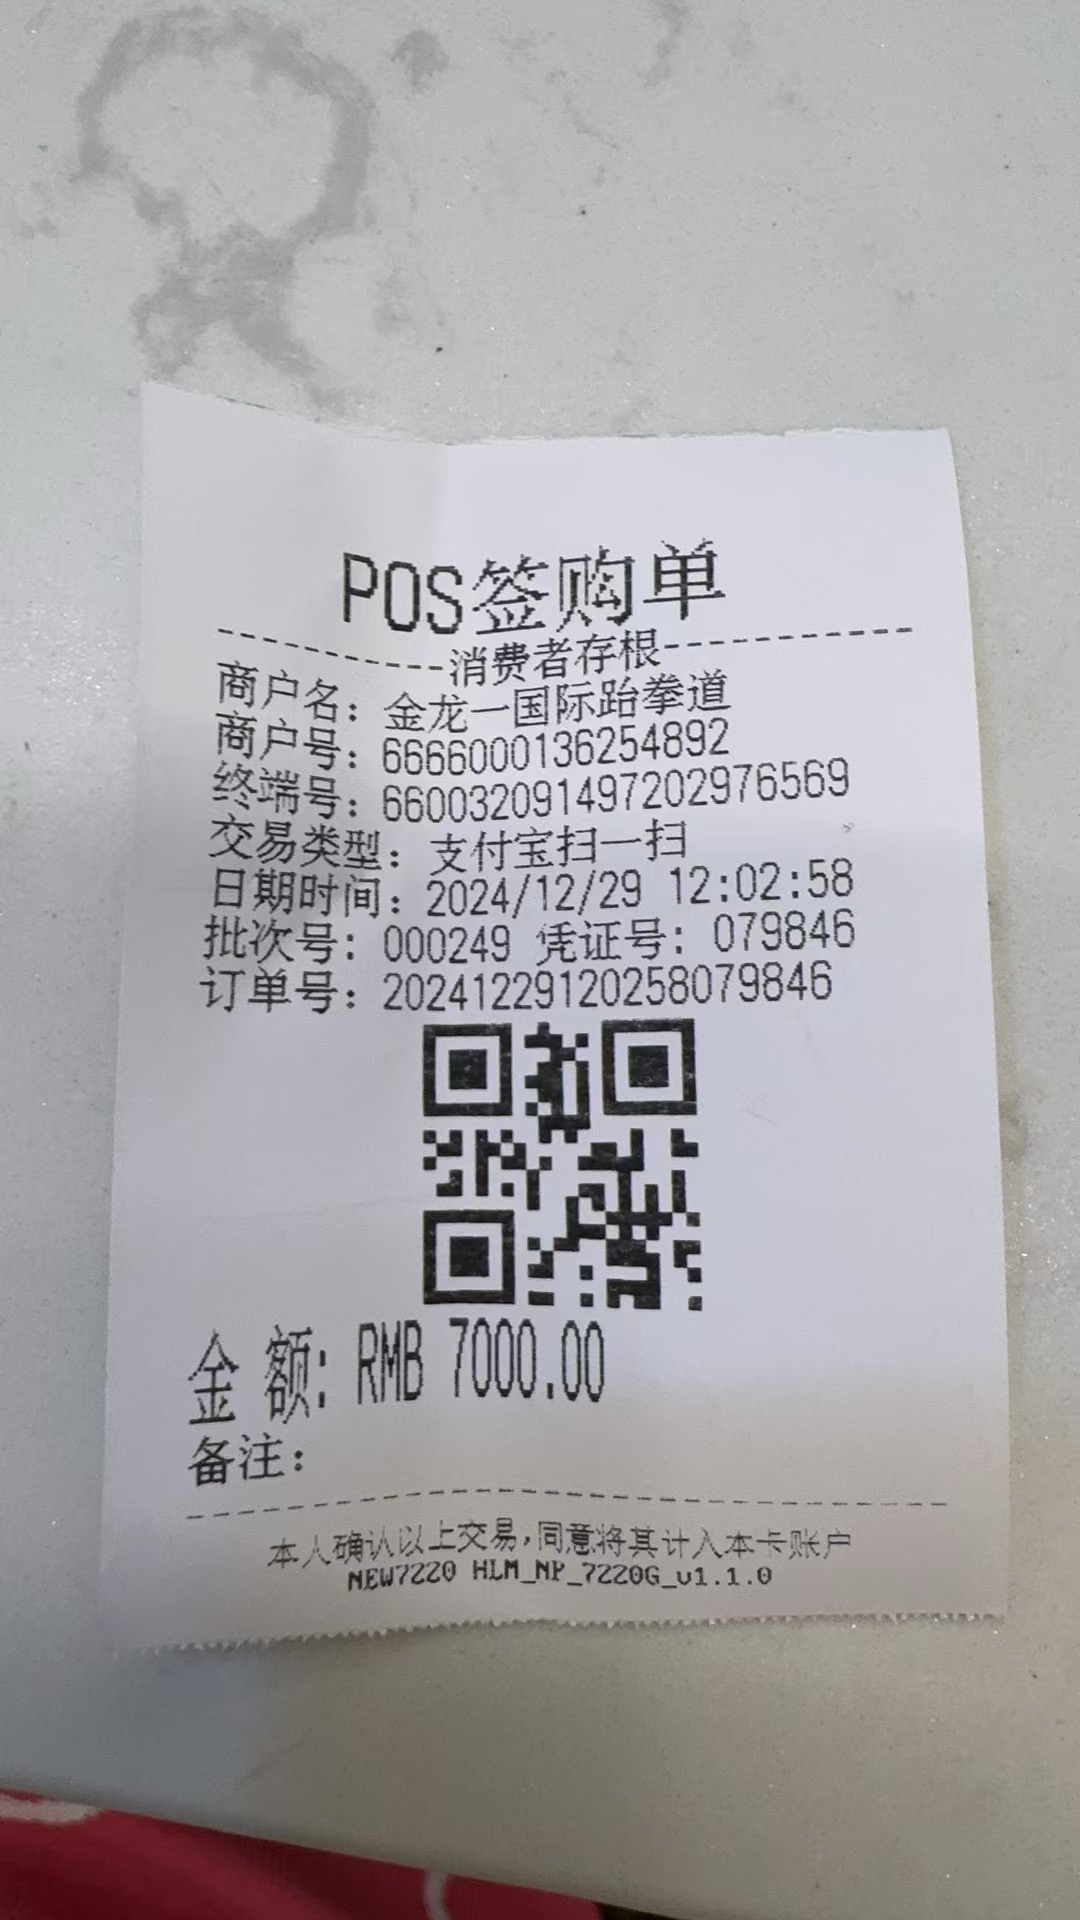 POS签购单
消费者存根
商户名：金龙一国际跆拳道
商户号：6666000136254892
终端号：660032091497202976569
交易类型：支付宝扫一扫
日期时间：2024/12/29 12:02:58
批次号：000249 凭证号：079846
订单号：20241229120258079846
金 额：RMB 7000.00
备注：
本人确认以上交易,同意将其计入本卡账户
NEW7220 HLM_NP_7220G_v1.1.0